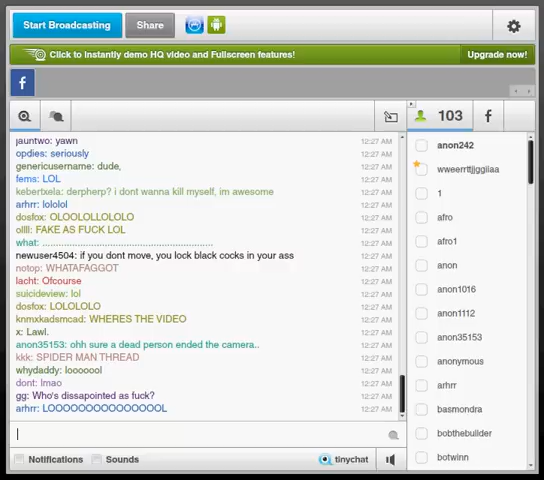 Start Broadcasting
Share
Click to Instantly demo HQ video and Fullscreen features!
Upgrade now!
103
jauntwo: yawn 12:27 AM
opdies: seriously 12:27 AM
genericusername: dude, 12:27 AM
fems: LOL 12:27 AM
kebertxela: derpherp? i dont wanna kill myself, im awesome 12:27 AM
arhrr: lololol 12:27 AM
dosfox: OLOOLOLLOLOLO 12:27 AM
ollll: FAKE AS FUCK LOL 12:27 AM
what: ......................................................... 12:27 AM
newuser4504: if you dont move, you lock black cocks in your ass 12:27 AM
notop: WHATAFAGGOT 12:27 AM
lacht: Ofcourse 12:27 AM
suicideview: lol 12:27 AM
dosfox: LOLOLOLO 12:27 AM
knmxkadsmcad: WHERES THE VIDEO 12:27 AM
x: Lawl. 12:27 AM
anon35153: ohh sure a dead person ended the camera.. 12:27 AM
kkk: SPIDER MAN THREAD 12:27 AM
whydaddy: looooool 12:27 AM
dont: lmao 12:27 AM
gg: Who's dissapointed as fuck? 12:27 AM
arhrr: LOOOOOOOOOOOOOOOL 12:27 AM
Notifications
Sounds
tinychat
anon242
wweerrttjjggiiaa
1
afro
afro1
anon
anon1016
anon1112
anon35153
anonymous
arhrr
basmondra
bobthebuilder
botwinn